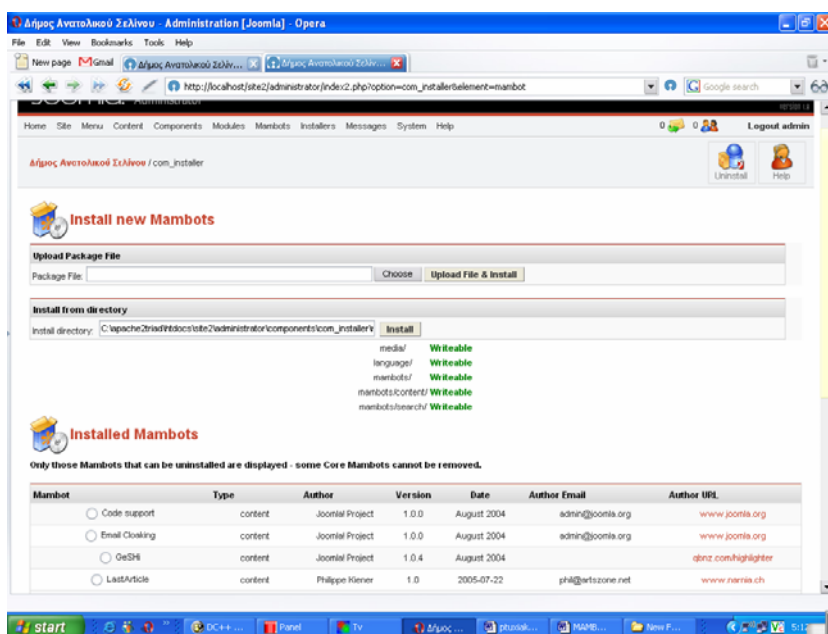 Δήμος Ανατολικού Σελίνου - Administration [Joomla] - Opera
File Edit View Bookmarks Tools Help
New page Gmail Δήμος Ανατολικού Σελίν... Δήμος Ανατολικού Σελίν...
http://localhost/site2/administrator/index2.php?option=com_installer&element=mambot Google search
Joomla! Administrator
Home Site Menu Content Components Modules Mambots Installers Messages System Help 0 0 Logout admin
Δήμος Ανατολικού Σελίνου / com_installer
Uninstall Help
Install new Mambots
Upload Package File
Package File: Choose Upload File & Install
Install from directory
Install directory: C:\apache2triad\htdocs\site2\administrator\components\com_installer\ Install
media/ Writeable
language/ Writeable
mambots/ Writeable
mambots/content/ Writeable
mambots/search/ Writeable
Installed Mambots
Only those Mambots that can be uninstalled are displayed - some Core Mambots cannot be removed.
Mambot Type Author Version Date Author Email Author URL
Code support content Joomla! Project 1.0.0 August 2004 admin@joomla.org www.joomla.org
Email Cloaking content Joomla! Project 1.0.0 August 2004 admin@joomla.org www.joomla.org
GeSHi content Joomla! Project 1.0.4 August 2004 qbnz.com/highlighter
LastArticle content Philippe Kiener 1.0 2005-07-22 phil@artszone.net www.narnia.ch
start DC++ ... Panel Tv Δήμος ... ptuxiak... MAMB... New F... 5:12